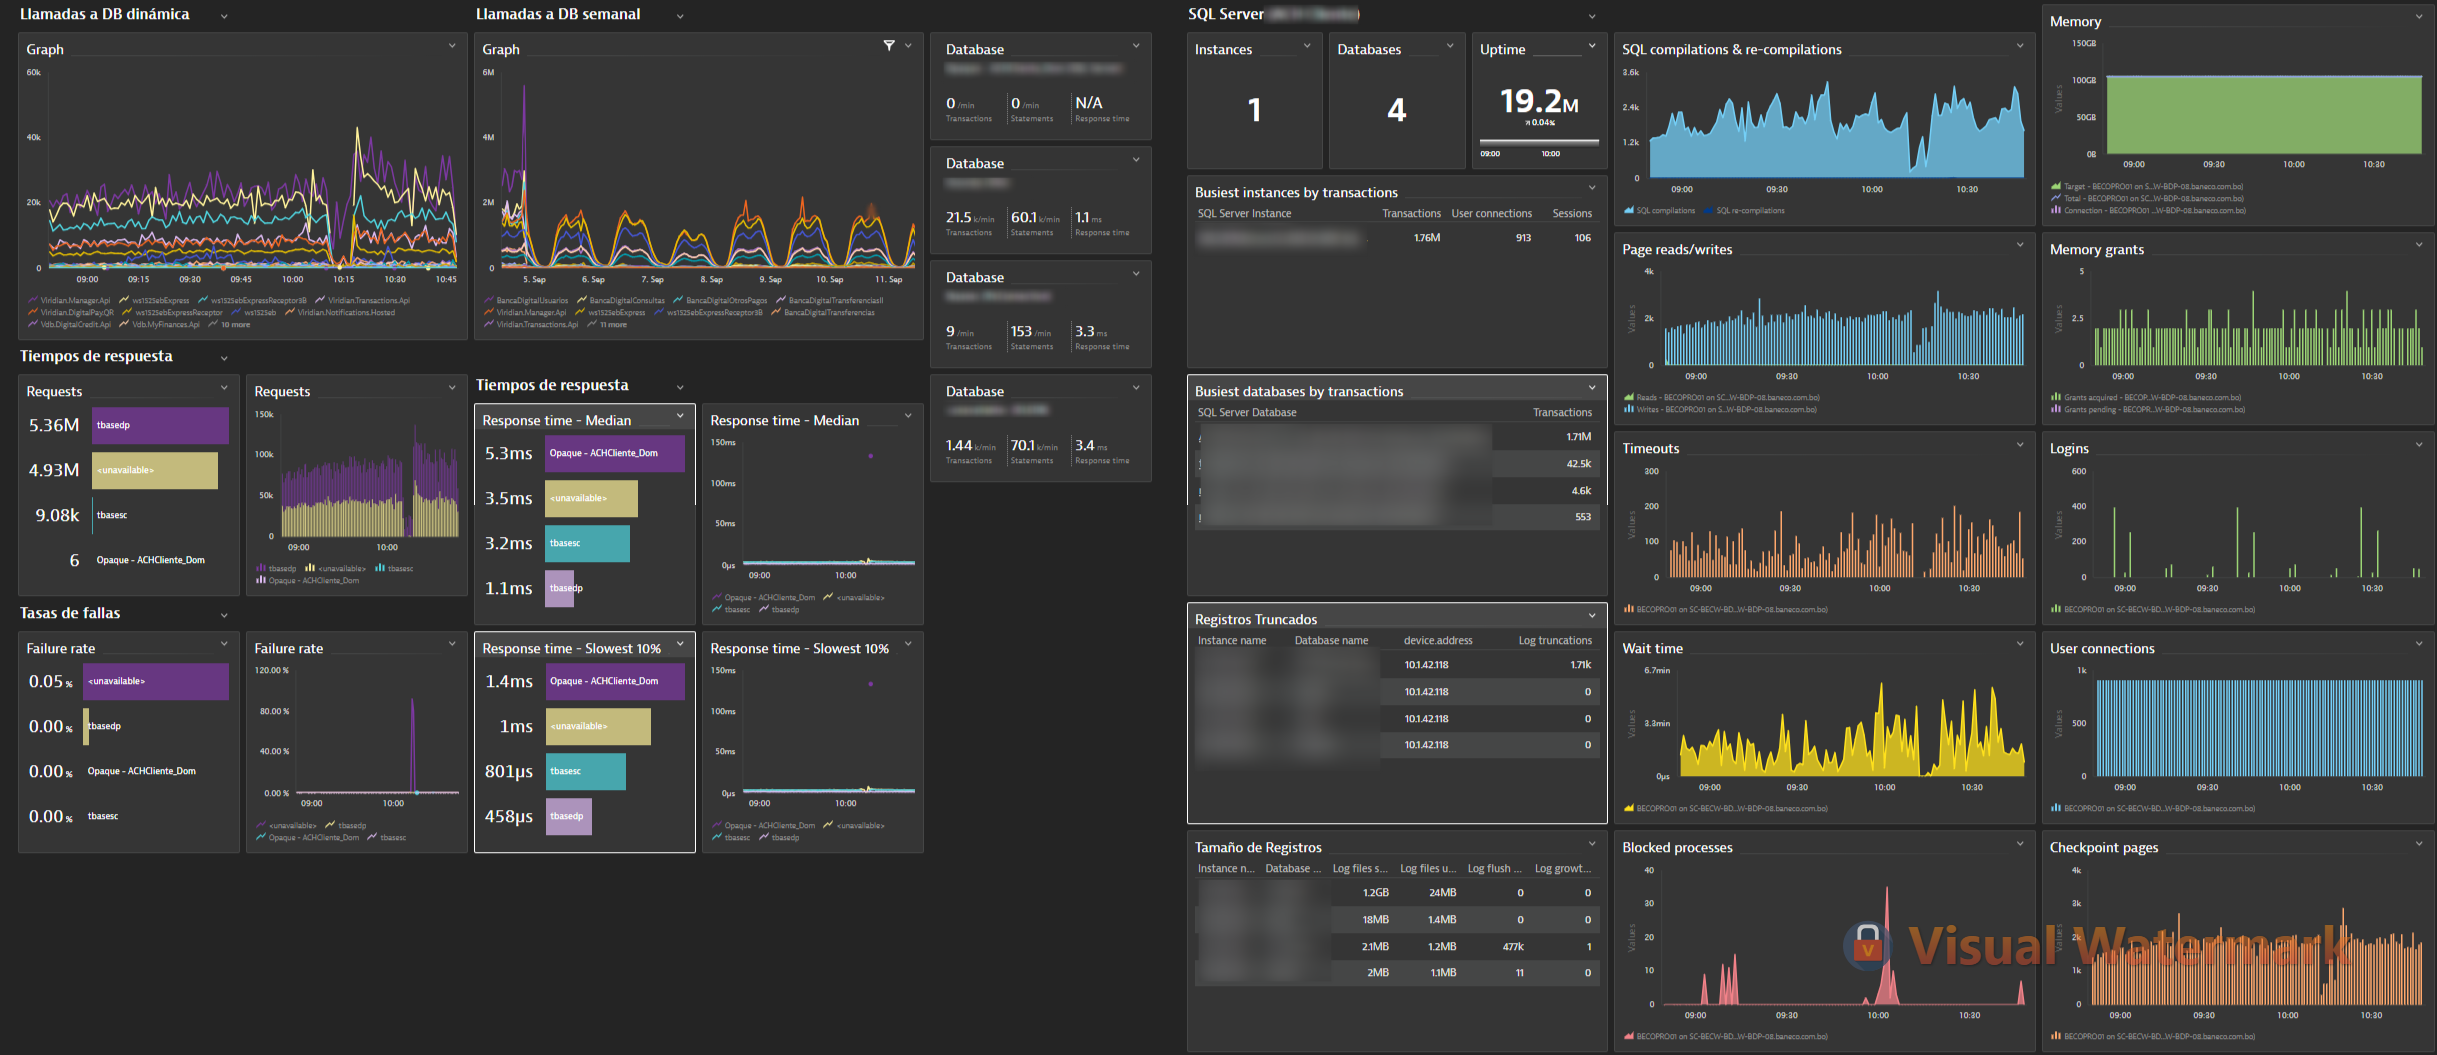 Llamadas a DB dinámica
Graph
60k
40k
20k
0
09:00 09:15 09:30 09:45 10:00 10:15 10:30 10:45
Viridian.Manager.Api ws1525ebExpress ws1525ebExpressReceptor3B Viridian.Transactions.Api
Viridian.DigitalPay.QR ws1525ebExpressReceptor ws1525eb Viridian.Notifications.Hosted
Vdb.DigitalCredit.Api Vdb.MyFinances.Api 10 more
Llamadas a DB semanal
Graph
6M
4M
2M
0
5. Sep 6. Sep 7. Sep 8. Sep 9. Sep 10. Sep 11. Sep
BancaDigitalUsuarios BancaDigitalConsultas BancaDigitalOtrosPagos BancaDigitalTransferenciasII
Viridian.Manager.Api ws1525ebExpress ws1525ebExpressReceptor3B BancaDigitalTransferencias
Viridian.Transactions.Api 11 more
Database
0 /min 0 /min N/A
Transactions Statements Response time
Database
21.5 k/min 60.1 k/min 1.1 ms
Transactions Statements Response time
Database
9 /min 153 /min 3.3 ms
Transactions Statements Response time
Database
1.44 k/min 70.1 k/min 3.4 ms
Transactions Statements Response time
Tiempos de respuesta
Requests
5.36M tbasedp
4.93M <unavailable>
9.08k tbasesc
6 Opaque - ACHCliente_Dom
Requests
150k
100k
50k
0
09:00 10:00
tbasedp <unavailable> tbasesc
Opaque - ACHCliente_Dom
Tiempos de respuesta
Response time - Median
5.3ms Opaque - ACHCliente_Dom
3.5ms <unavailable>
3.2ms tbasesc
1.1ms tbasedp
Response time - Median
150ms
100ms
50ms
0µs
09:00 10:00
Opaque - ACHCliente_Dom <unavailable>
tbasesc tbasedp
Tasas de fallas
Failure rate
0.05 % <unavailable>
0.00 % tbasedp
0.00 % Opaque - ACHCliente_Dom
0.00 % tbasesc
Failure rate
120.00 %
80.00 %
40.00 %
0.00 %
09:00 10:00
<unavailable> tbasedp
Opaque - ACHCliente_Dom tbasesc
Response time - Slowest 10%
1.4ms Opaque - ACHCliente_Dom
1ms <unavailable>
801µs tbasesc
458µs tbasedp
Response time - Slowest 10%
150ms
100ms
50ms
0µs
09:00 10:00
Opaque - ACHCliente_Dom <unavailable>
tbasesc tbasedp
SQL Server
Instances
1
Databases
4
Uptime
19.2M
0.04%
09:00 10:00
Busiest instances by transactions
SQL Server Instance Transactions User connections Sessions
1.76M 913 106
Busiest databases by transactions
SQL Server Database Transactions
1.71M
42.5k
4.6k
553
Registros Truncados
Instance name Database name device.address Log truncations
10.1.42.118 1.71k
10.1.42.118 0
10.1.42.118 0
10.1.42.118 0
Tamaño de Registros
Instance n... Database ... Log files s... Log files u... Log flush ... Log growt...
1.2GB 24MB 0 0
18MB 1.4MB 0 0
2.1MB 1.2MB 477k 1
2MB 1.1MB 11 0
SQL compilations & re-compilations
3.6k
2.4k
1.2k
0
09:00 09:30 10:00 10:30
SQL compilations SQL re-compilations
Page reads/writes
Values
4k
2k
0
09:00 09:30 10:00 10:30
Reads - BECOPRO01 on SC...W-BDP-08.baneco.com.bo)
Writes - BECOPRO01 on S...W-BDP-08.baneco.com.bo)
Timeouts
Values
300
200
100
0
09:00 09:30 10:00 10:30
BECOPRO01 on SC-BECW-BD...W-BDP-08.baneco.com.bo)
Wait time
Values
6.7min
3.3min
0µs
09:00 09:30 10:00 10:30
BECOPRO01 on SC-BECW-BD...W-BDP-08.baneco.com.bo)
Blocked processes
Values
40
30
20
10
0
09:00 09:30 10:00 10:30
BECOPRO01 on SC-BECW-BD...W-BDP-08.baneco.com.bo)
Memory
Values
150GB
100GB
50GB
0B
09:00 09:30 10:00 10:30
Target - BECOPRO01 on S...W-BDP-08.baneco.com.bo)
Total - BECOPRO01 on SC...W-BDP-08.baneco.com.bo)
Connection - BECOPRO01 ...W-BDP-08.baneco.com.bo)
Memory grants
Values
5
2.5
0
09:00 09:30 10:00 10:30
Grants acquired - BECOP...W-BDP-08.baneco.com.bo)
Grants pending - BECOPR...W-BDP-08.baneco.com.bo)
Logins
Values
600
400
200
0
09:00 09:30 10:00 10:30
BECOPRO01 on SC-BECW-BD...W-BDP-08.baneco.com.bo)
User connections
Values
1k
500
0
09:00 09:30 10:00 10:30
BECOPRO01 on SC-BECW-BD...W-BDP-08.baneco.com.bo)
Checkpoint pages
Values
4k
3k
2k
1k
0
09:00 09:30 10:00 10:30
BECOPRO01 on SC-BECW-BD...W-BDP-08.baneco.com.bo)
Visual Watermark